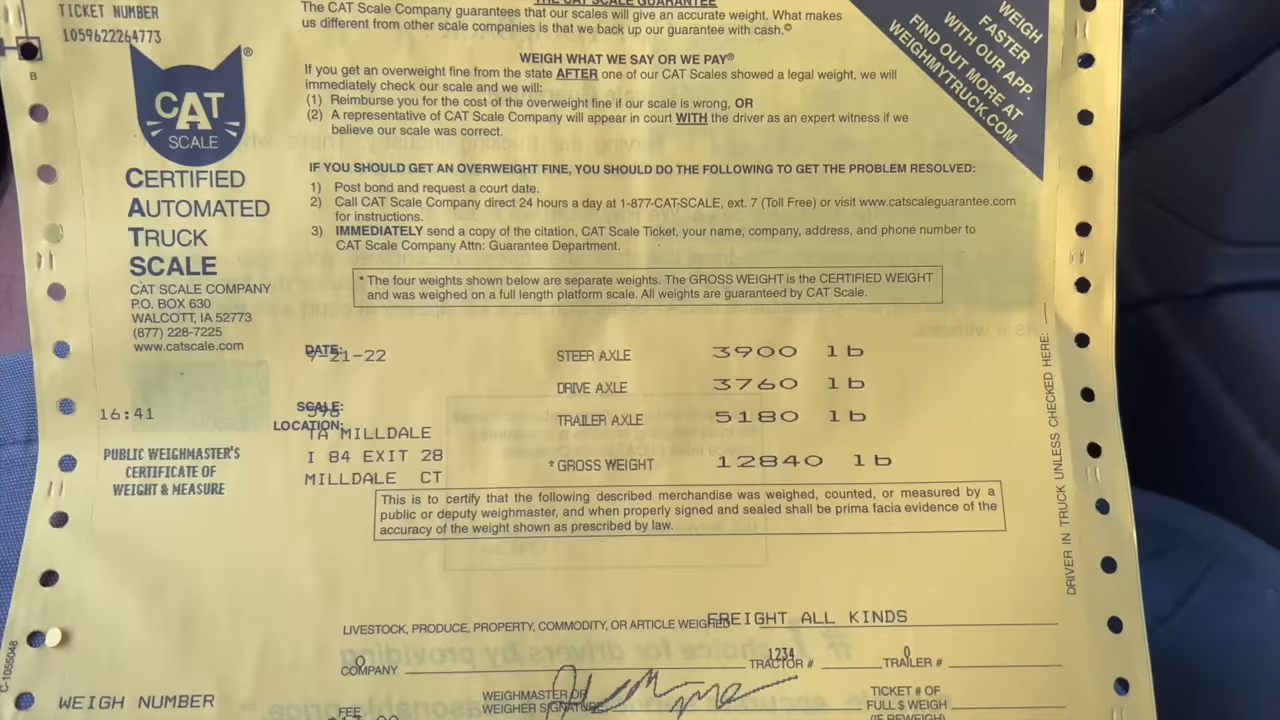 TICKET NUMBER
1059622264773
B
CAT
SCALE
®
CERTIFIED
AUTOMATED
TRUCK
SCALE
CAT SCALE COMPANY
P.O. BOX 630
WALCOTT, IA 52773
(877) 228-7225
www.catscale.com
THE CAT SCALE GUARANTEE
The CAT Scale Company guarantees that our scales will give an accurate weight. What makes
us different from other scale companies is that we back up our guarantee with cash.©
WEIGH WHAT WE SAY OR WE PAY®
If you get an overweight fine from the state AFTER one of our CAT Scales showed a legal weight, we will
immediately check our scale and we will:
(1) Reimburse you for the cost of the overweight fine if our scale is wrong, OR
(2) A representative of CAT Scale Company will appear in court WITH the driver as an expert witness if we
believe our scale was correct.
WEIGH
FASTER
WITH OUR APP.
FIND OUT MORE AT
WEIGHMYTRUCK.COM
IF YOU SHOULD GET AN OVERWEIGHT FINE, YOU SHOULD DO THE FOLLOWING TO GET THE PROBLEM RESOLVED:
1) Post bond and request a court date.
2) Call CAT Scale Company direct 24 hours a day at 1-877-CAT-SCALE, ext. 7 (Toll Free) or visit www.catscaleguarantee.com
for instructions.
3) IMMEDIATELY send a copy of the citation, CAT Scale Ticket, your name, company, address, and phone number to
CAT Scale Company Attn: Guarantee Department.
* The four weights shown below are separate weights. The GROSS WEIGHT is the CERTIFIED WEIGHT
and was weighed on a full length platform scale. All weights are guaranteed by CAT Scale.
DATE: 9-21-22
STEER AXLE 3900 lb
DRIVE AXLE 3760 lb
16:41
SCALE:
LOCATION:
TRAILER AXLE 5180 lb
TA MILLDALE
I 84 EXIT 28
MILLDALE CT
* GROSS WEIGHT 12840 lb
PUBLIC WEIGHMASTER'S
CERTIFICATE OF
WEIGHT & MEASURE
This is to certify that the following described merchandise was weighed, counted, or measured by a
public or deputy weighmaster, and when properly signed and sealed shall be prima facia evidence of the
accuracy of the weight shown as prescribed by law.
DRIVER IN TRUCK UNLESS CHECKED HERE:
LIVESTOCK, PRODUCE, PROPERTY, COMMODITY, OR ARTICLE WEIGHED FREIGHT ALL KINDS
0 1234 0
COMPANY TRACTOR # TRAILER #
C-1055048
WEIGH NUMBER
WEIGHMASTER OR
WEIGHER SIGNATURE
FEE
TICKET # OF
FULL $ WEIGH
(IF REWEIGH)